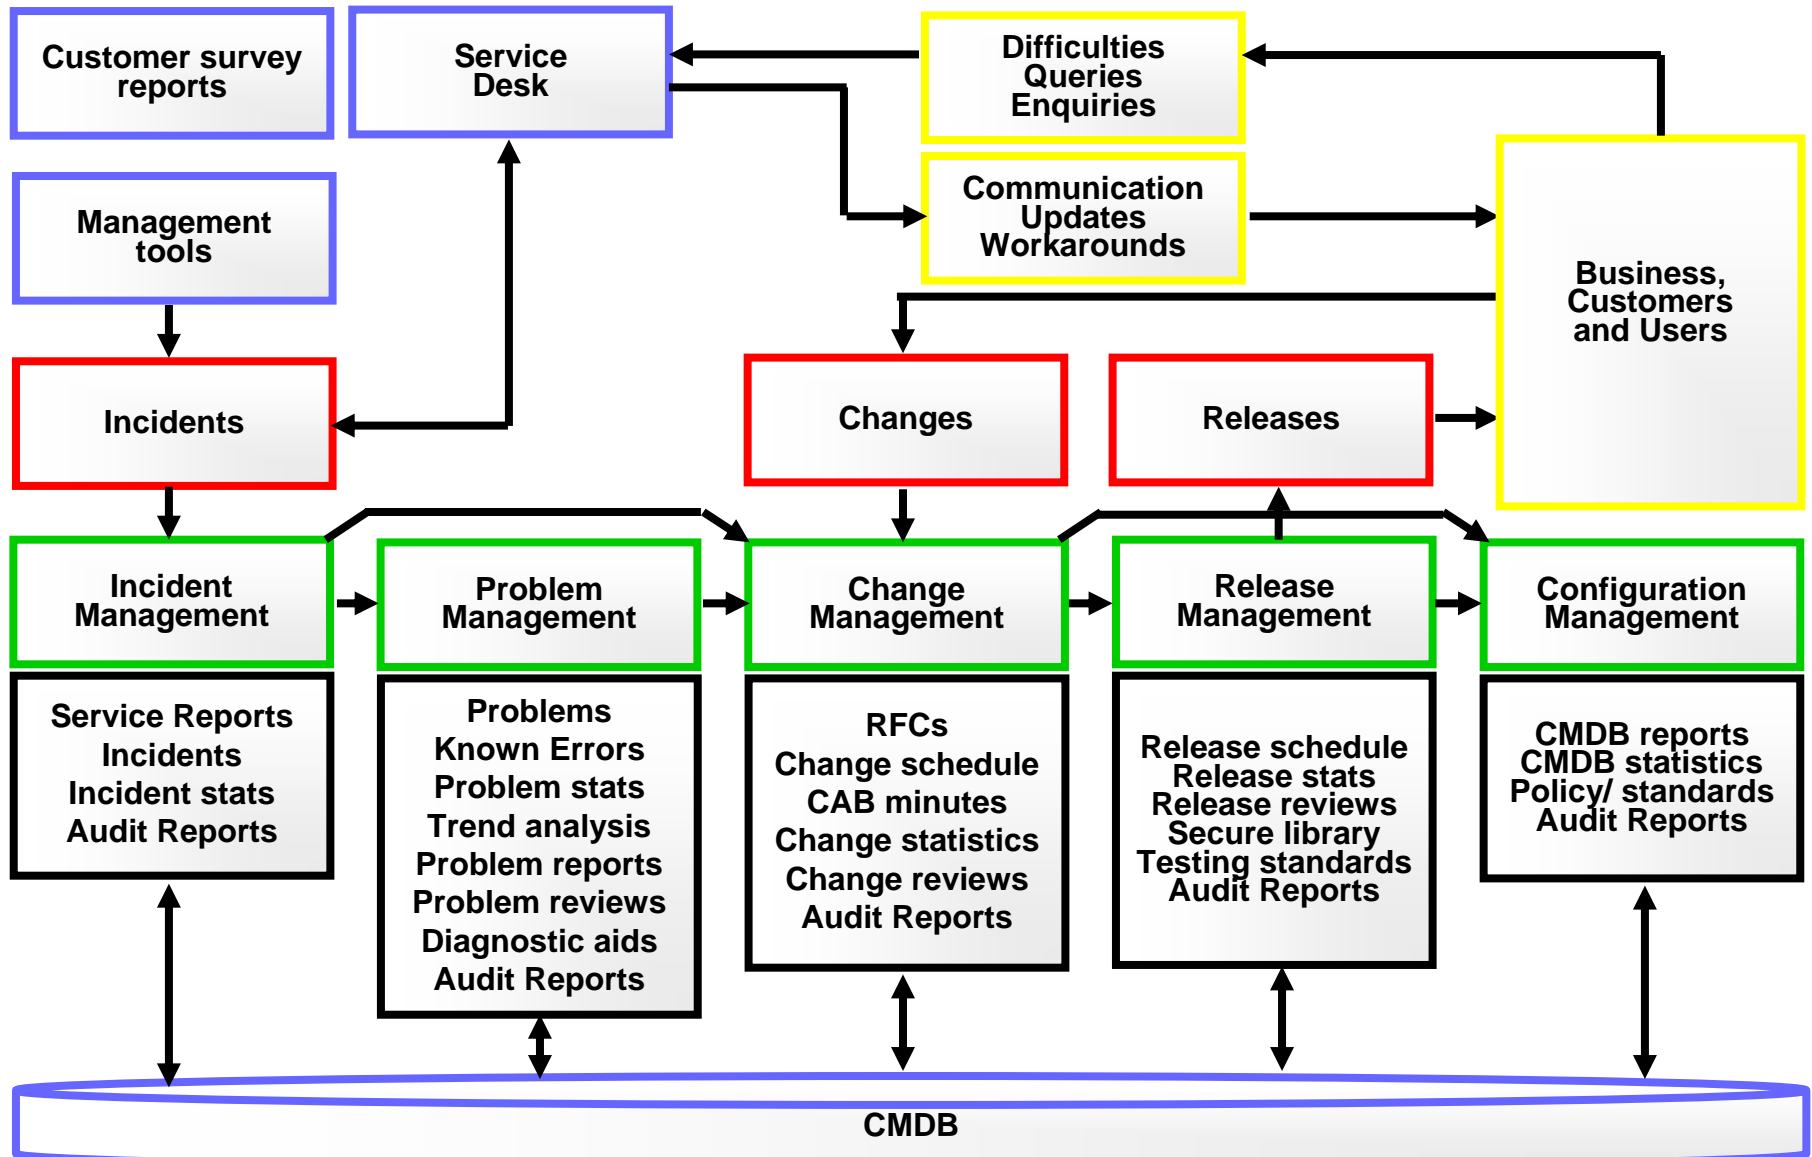 Customer survey
reports
Service
Desk
Difficulties
Queries
Enquiries
Management
tools
Communication
Updates
Workarounds
Business,
Customers
and Users
Incidents
Changes
Releases
Incident
Management
Problem
Management
Change
Management
Release
Management
Configuration
Management
Service Reports
Incidents
Incident stats
Audit Reports
Problems
Known Errors
Problem stats
Trend analysis
Problem reports
Problem reviews
Diagnostic aids
Audit Reports
RFCs
Change schedule
CAB minutes
Change statistics
Change reviews
Audit Reports
Release schedule
Release stats
Release reviews
Secure library
Testing standards
Audit Reports
CMDB reports
CMDB statistics
Policy/ standards
Audit Reports
CMDB